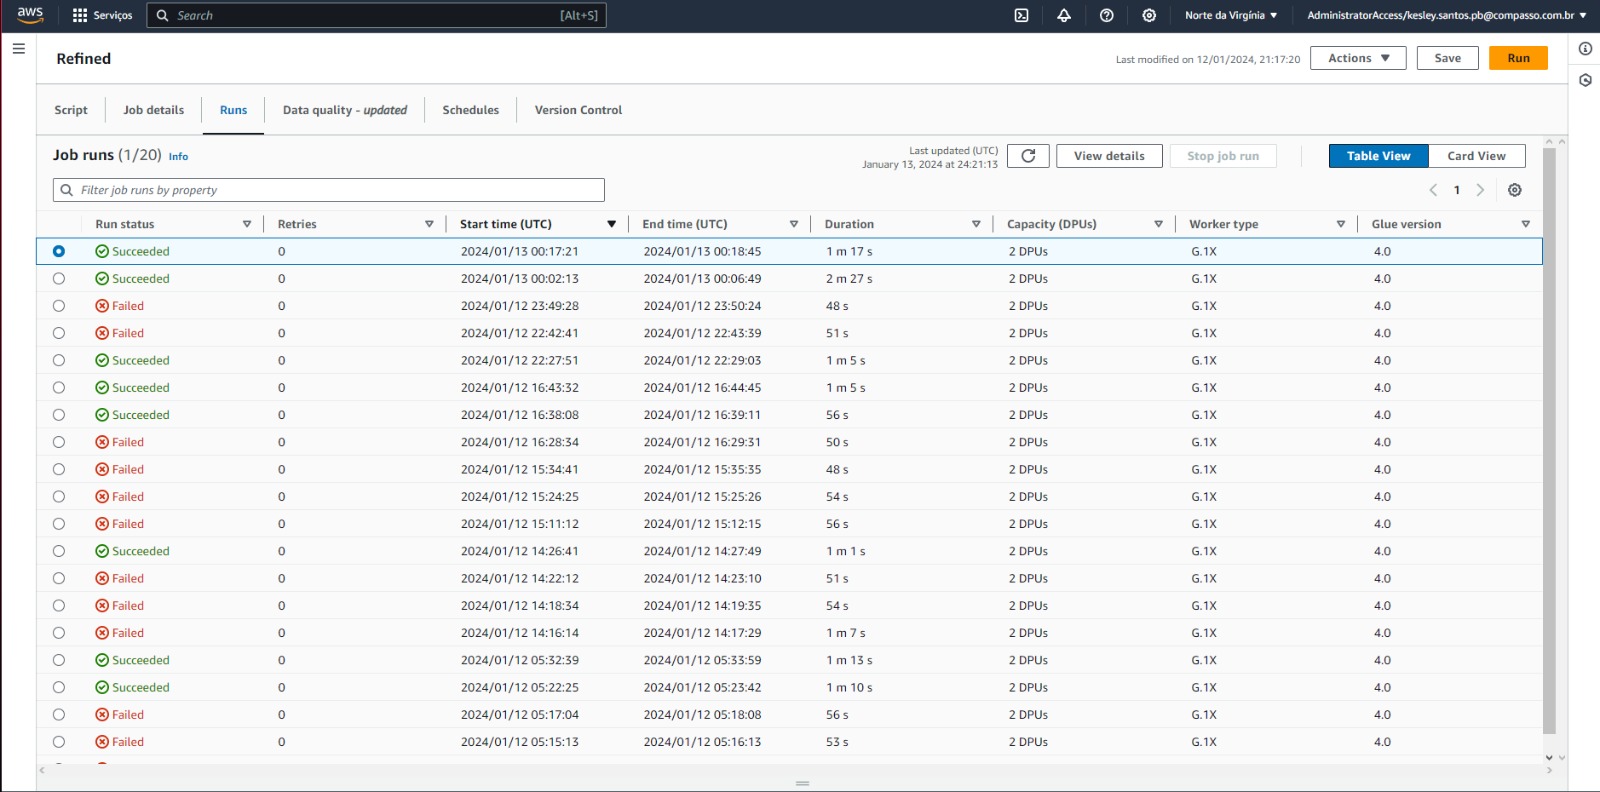 aws Serviços Search [Alt+S] Norte da Virgínia AdministratorAccess/kesley.santos.pb@compasso.com.br
Refined Last modified on 12/01/2024, 21:17:20 Actions Save Run
Script Job details Runs Data quality - updated Schedules Version Control
Job runs (1/20) Info Last updated (UTC) January 13, 2024 at 24:21:13 View details Stop job run Table View Card View
Filter job runs by property 1
Run status Retries Start time (UTC) End time (UTC) Duration Capacity (DPUs) Worker type Glue version
Succeeded 0 2024/01/13 00:17:21 2024/01/13 00:18:45 1 m 17 s 2 DPUs G.1X 4.0
Succeeded 0 2024/01/13 00:02:13 2024/01/13 00:06:49 2 m 27 s 2 DPUs G.1X 4.0
Failed 0 2024/01/12 23:49:28 2024/01/12 23:50:24 48 s 2 DPUs G.1X 4.0
Failed 0 2024/01/12 22:42:41 2024/01/12 22:43:39 51 s 2 DPUs G.1X 4.0
Succeeded 0 2024/01/12 22:27:51 2024/01/12 22:29:03 1 m 5 s 2 DPUs G.1X 4.0
Succeeded 0 2024/01/12 16:43:32 2024/01/12 16:44:45 1 m 5 s 2 DPUs G.1X 4.0
Succeeded 0 2024/01/12 16:38:08 2024/01/12 16:39:11 56 s 2 DPUs G.1X 4.0
Failed 0 2024/01/12 16:28:34 2024/01/12 16:29:31 50 s 2 DPUs G.1X 4.0
Failed 0 2024/01/12 15:34:41 2024/01/12 15:35:35 48 s 2 DPUs G.1X 4.0
Failed 0 2024/01/12 15:24:25 2024/01/12 15:25:26 54 s 2 DPUs G.1X 4.0
Failed 0 2024/01/12 15:11:12 2024/01/12 15:12:15 56 s 2 DPUs G.1X 4.0
Succeeded 0 2024/01/12 14:26:41 2024/01/12 14:27:49 1 m 1 s 2 DPUs G.1X 4.0
Failed 0 2024/01/12 14:22:12 2024/01/12 14:23:10 51 s 2 DPUs G.1X 4.0
Failed 0 2024/01/12 14:18:34 2024/01/12 14:19:35 54 s 2 DPUs G.1X 4.0
Failed 0 2024/01/12 14:16:14 2024/01/12 14:17:29 1 m 7 s 2 DPUs G.1X 4.0
Succeeded 0 2024/01/12 05:32:39 2024/01/12 05:33:59 1 m 13 s 2 DPUs G.1X 4.0
Succeeded 0 2024/01/12 05:22:25 2024/01/12 05:23:42 1 m 10 s 2 DPUs G.1X 4.0
Failed 0 2024/01/12 05:17:04 2024/01/12 05:18:08 56 s 2 DPUs G.1X 4.0
Failed 0 2024/01/12 05:15:13 2024/01/12 05:16:13 53 s 2 DPUs G.1X 4.0